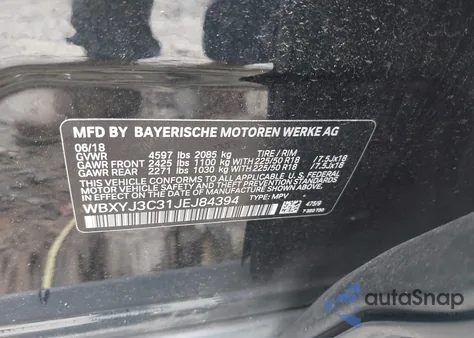 MFD BY BAYERISCHE MOTOREN WERKE AG
06/18
GVWR 4597 lbs 2085 kg TIRE / RIM
GAWR FRONT 2425 lbs 1100 kg WITH 225/50 R18 /7.5Jx18
GAWR REAR 2271 lbs 1030 kg WITH 225/50 R18 /7.5Jx18
THIS VEHICLE CONFORMS TO ALL APPLICABLE U.S. FEDERAL
MOTOR VEHICLE SAFETY, BUMPER, AND THEFT PREVENTION STANDARDS
IN EFFECT ON THE DATE OF MANUFACTURE SHOWN ABOVE.
WBXYJ3C31JEJ84394 TYPE: MPV
autoSnap